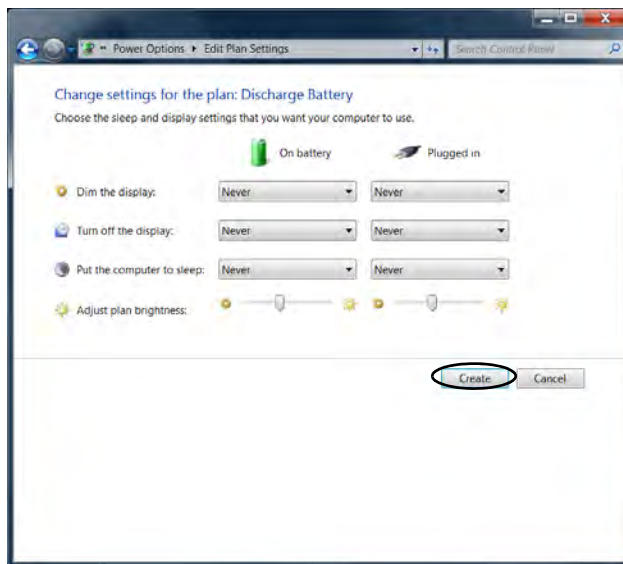 Power Options ▸ Edit Plan Settings
Search Control Panel
Change settings for the plan: Discharge Battery
Choose the sleep and display settings that you want your computer to use.
On battery Plugged in
Dim the display: Never Never
Turn off the display: Never Never
Put the computer to sleep: Never Never
Adjust plan brightness:
Create Cancel